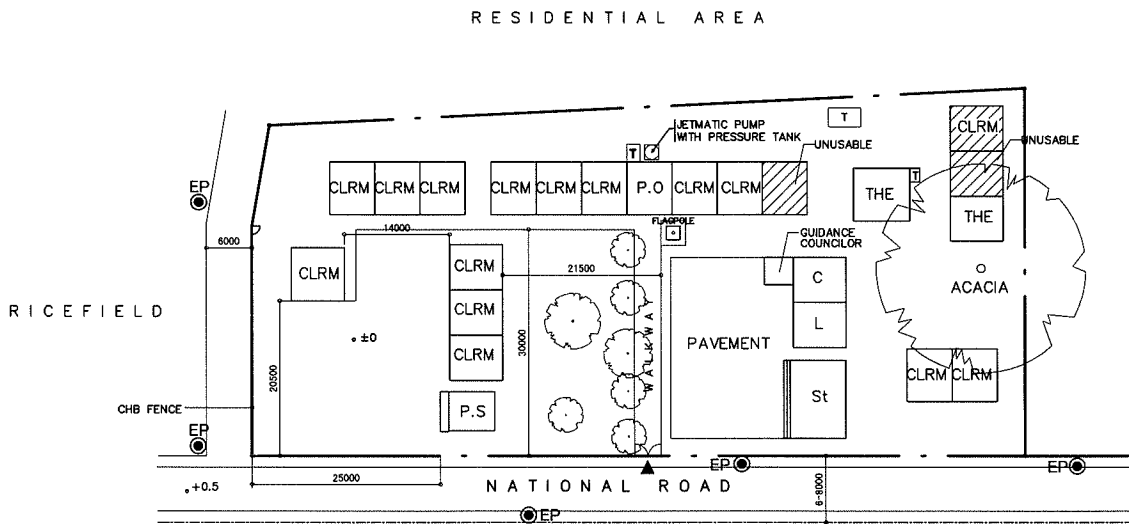 RESIDENTIAL AREA
T
CLRM
JETMATIC PUMP
WITH PRESSURE TANK
T
UNUSABLE
UNUSABLE
CLRM CLRM CLRM
CLRM CLRM CLRM P.O CLRM CLRM
THE
T
THE
EP
FLAGPOLE
14000
6000
GUIDANCE
COUNCILOR
CLRM
CLRM
21500
C
ACACIA
RICEFIELD
CLRM
L
±0
30000
WALKWAY
PAVEMENT
CLRM
CLRM CLRM
20500
CHB FENCE
P.S
St
EP
EP
EP
25000
NATIONAL ROAD
+0.5
6-8000
EP